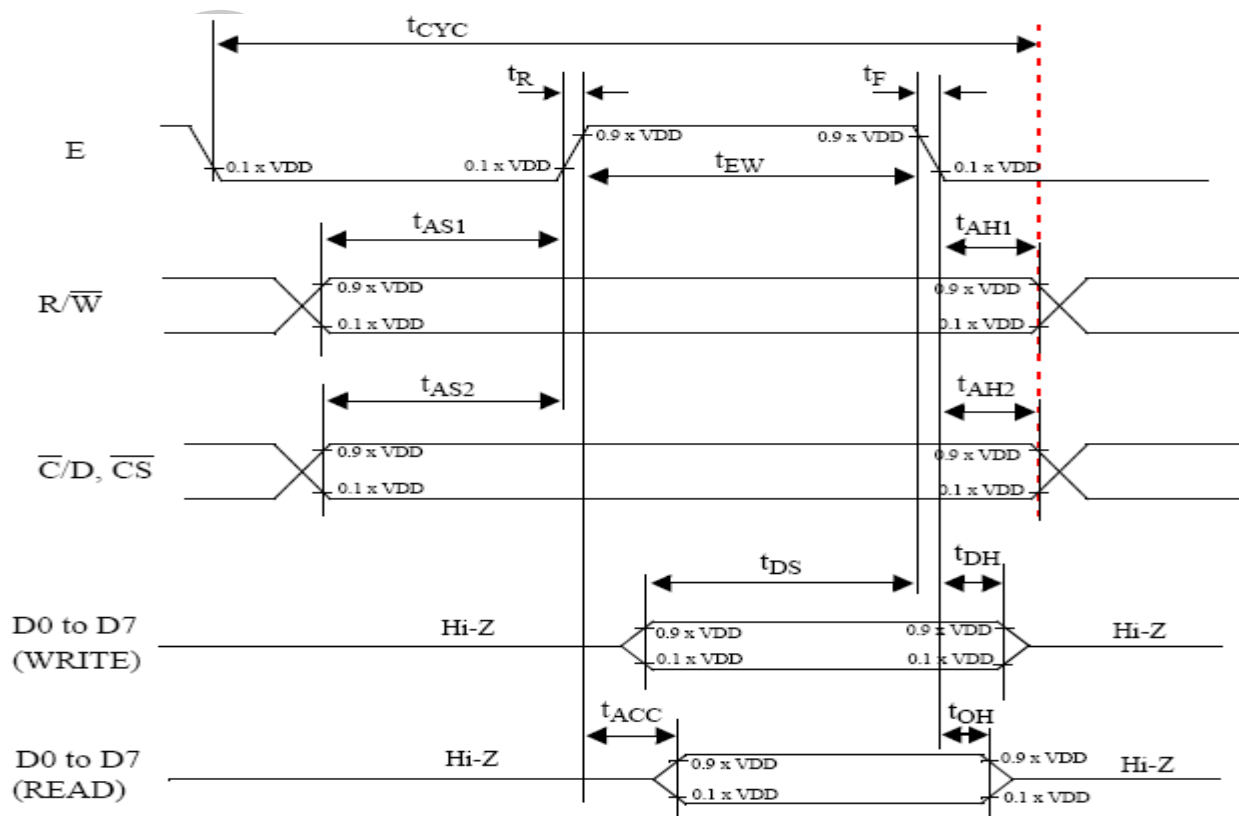 tCYC
tR tF
E
0.9 x VDD 0.9 x VDD
0.1 x VDD 0.1 x VDD 0.1 x VDD
tEW
tAS1 tAH1
R/W̅
0.9 x VDD 0.9 x VDD
0.1 x VDD 0.1 x VDD
tAS2 tAH2
C̅/D, C̅S̅
0.9 x VDD 0.9 x VDD
0.1 x VDD 0.1 x VDD
tDS tDH
D0 to D7
(WRITE)
Hi-Z 0.9 x VDD 0.9 x VDD Hi-Z
0.1 x VDD 0.1 x VDD
tACC tOH
D0 to D7
(READ)
Hi-Z 0.9 x VDD 0.9 x VDD Hi-Z
0.1 x VDD 0.1 x VDD